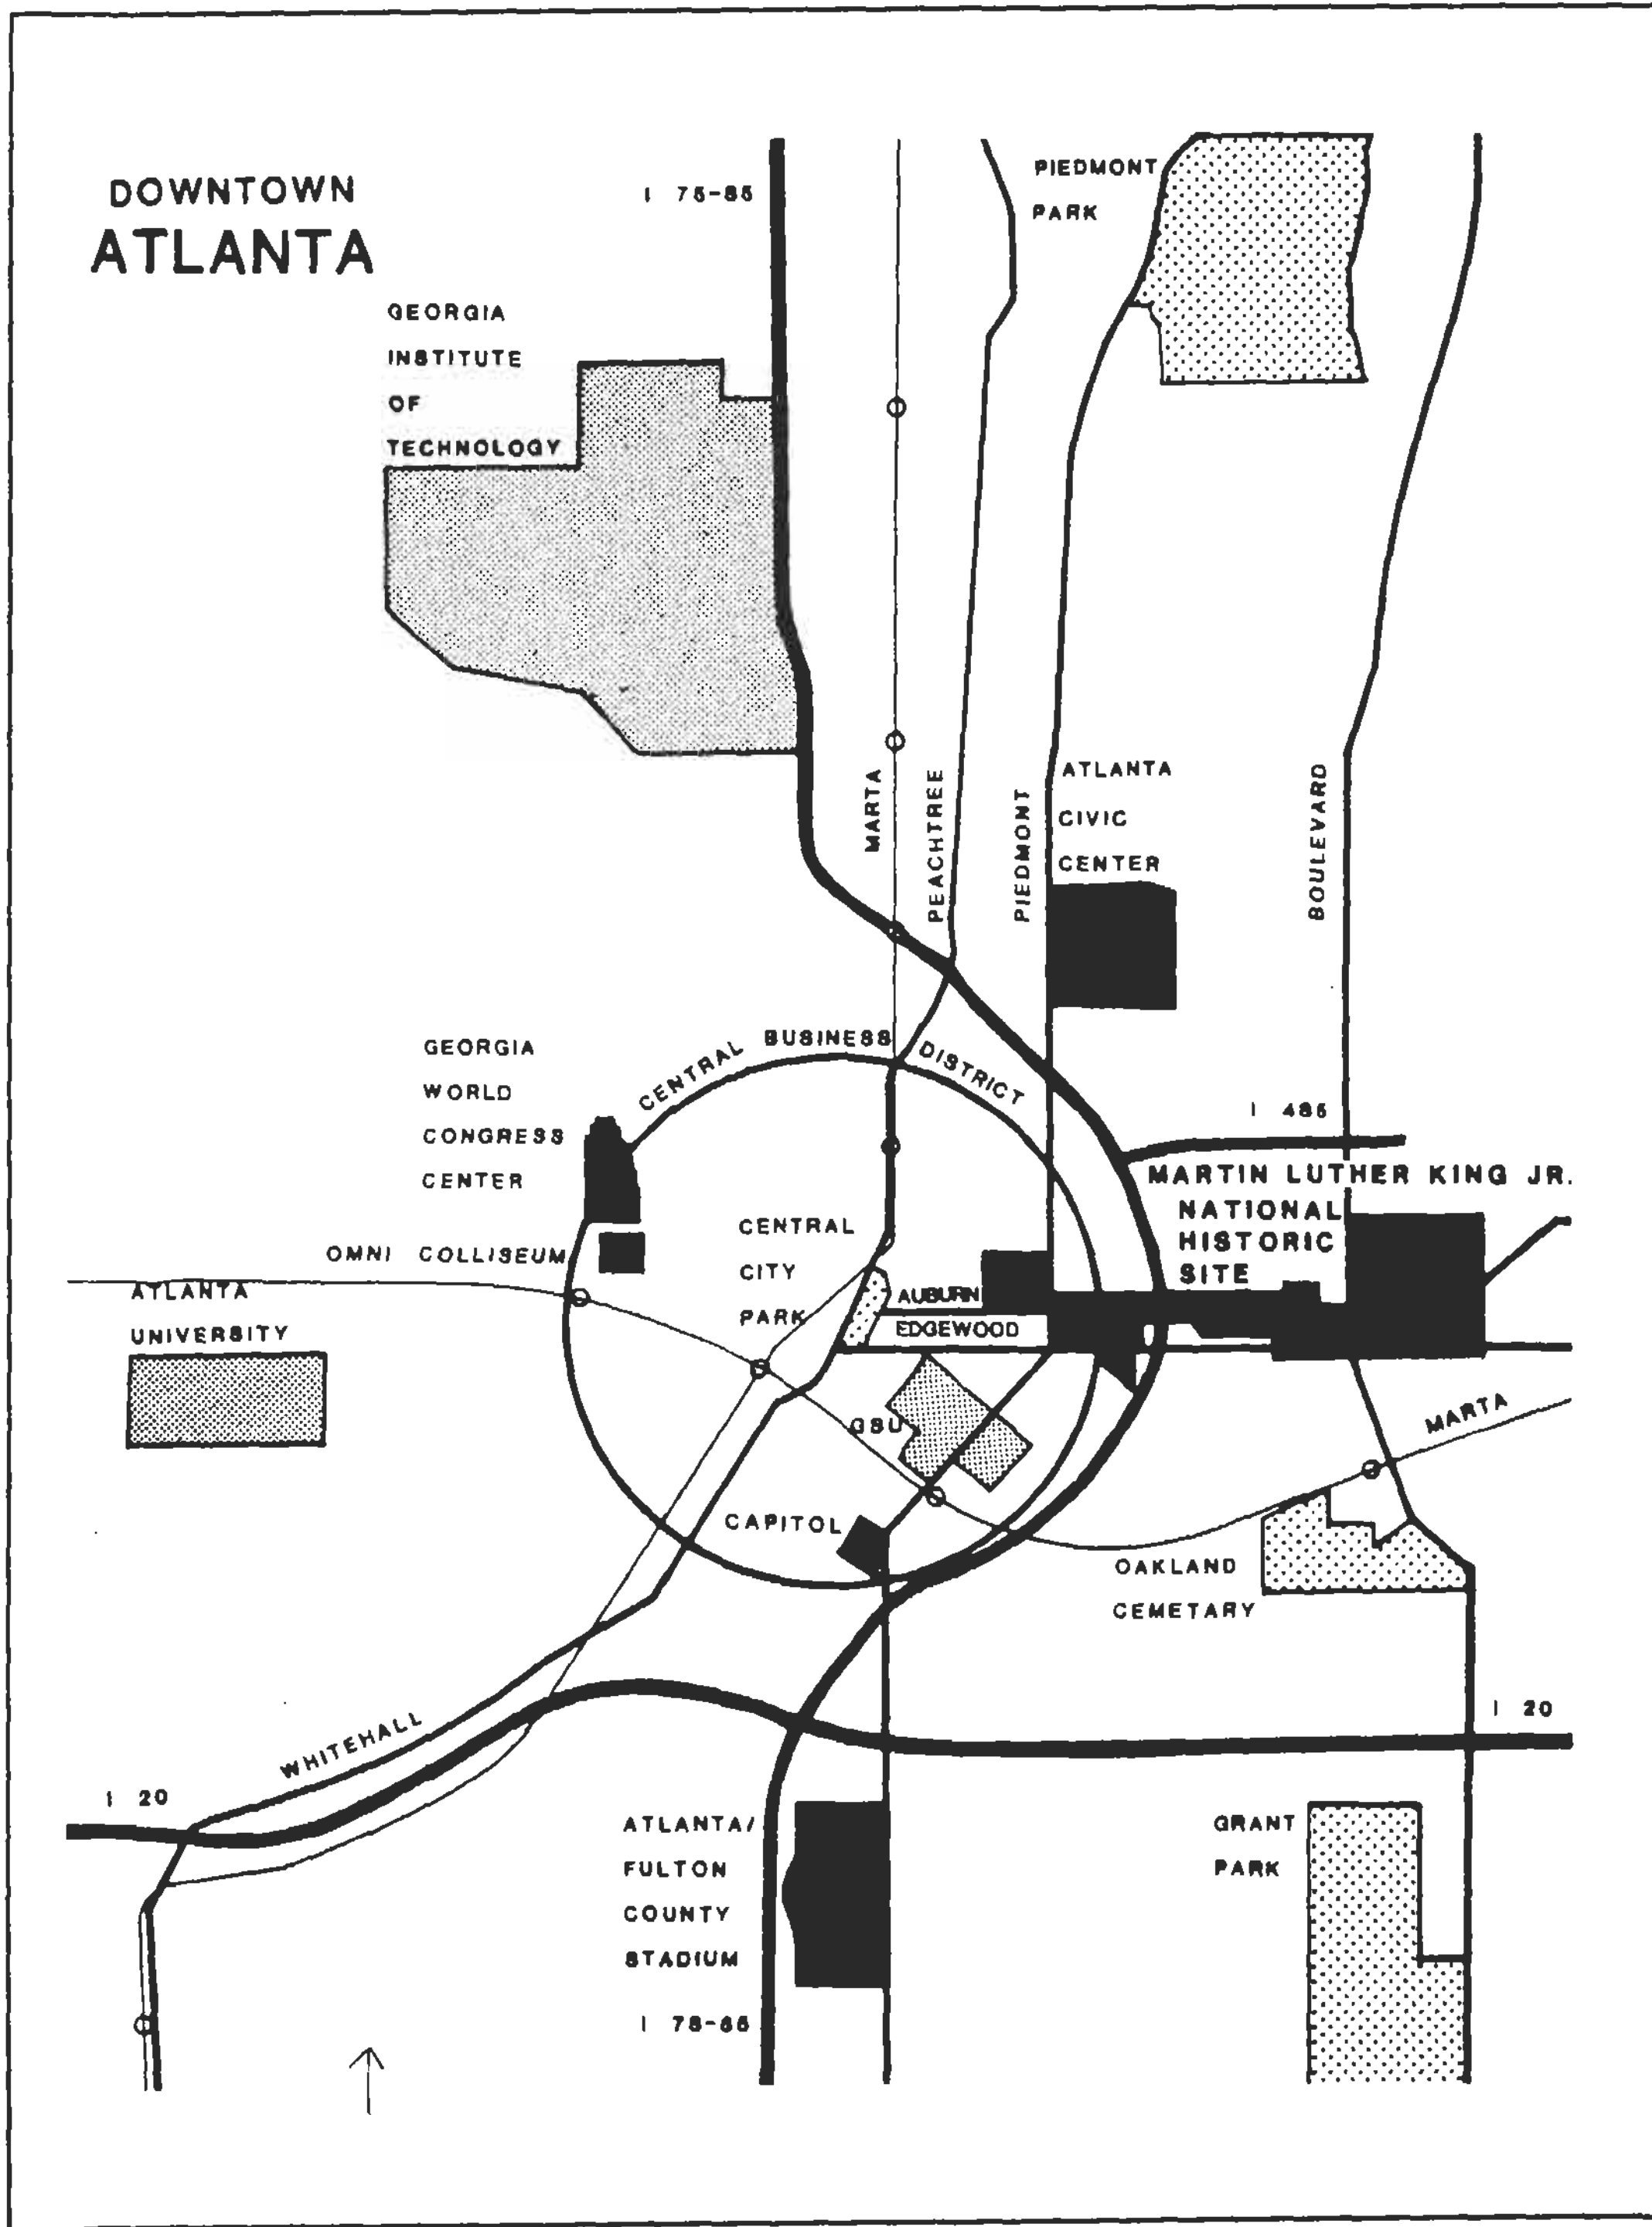 DOWNTOWN
ATLANTA
I 75-85
PIEDMONT
PARK
GEORGIA
INSTITUTE
OF
TECHNOLOGY
MARTA
PEACHTREE
PIEDMONT
ATLANTA
CIVIC
CENTER
BOULEVARD
GEORGIA
WORLD
CONGRESS
CENTER
CENTRAL BUSINESS DISTRICT
I 485
MARTIN LUTHER KING JR.
NATIONAL
HISTORIC
SITE
OMNI COLLISEUM
CENTRAL
CITY
PARK
AUBURN
EDGEWOOD
ATLANTA
UNIVERSITY
GSU
MARTA
CAPITOL
OAKLAND
CEMETARY
WHITEHALL
I 20
I 20
ATLANTA/
FULTON
COUNTY
STADIUM
GRANT
PARK
I 75-85